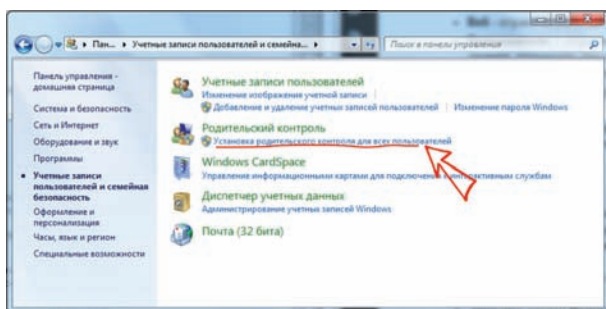 Пан... Учетные записи пользователей и семейна...
Поиск в панели управления
Панель управления -
домашняя страница
Система и безопасность
Сеть и Интернет
Оборудование и звук
Программы
Учетные записи
пользователей и семейная
безопасность
Оформление и
персонализация
Часы, язык и регион
Специальные возможности
Учетные записи пользователей
Изменение изображения учетной записи
Добавление и удаление учетных записей пользователей Изменение пароля Windows
Родительский контроль
Установка родительского контроля для всех пользователей
Windows CardSpace
Управление информационными картами для подключения к интерактивным службам
Диспетчер учетных данных
Администрирование учетных записей Windows
Почта (32 бита)